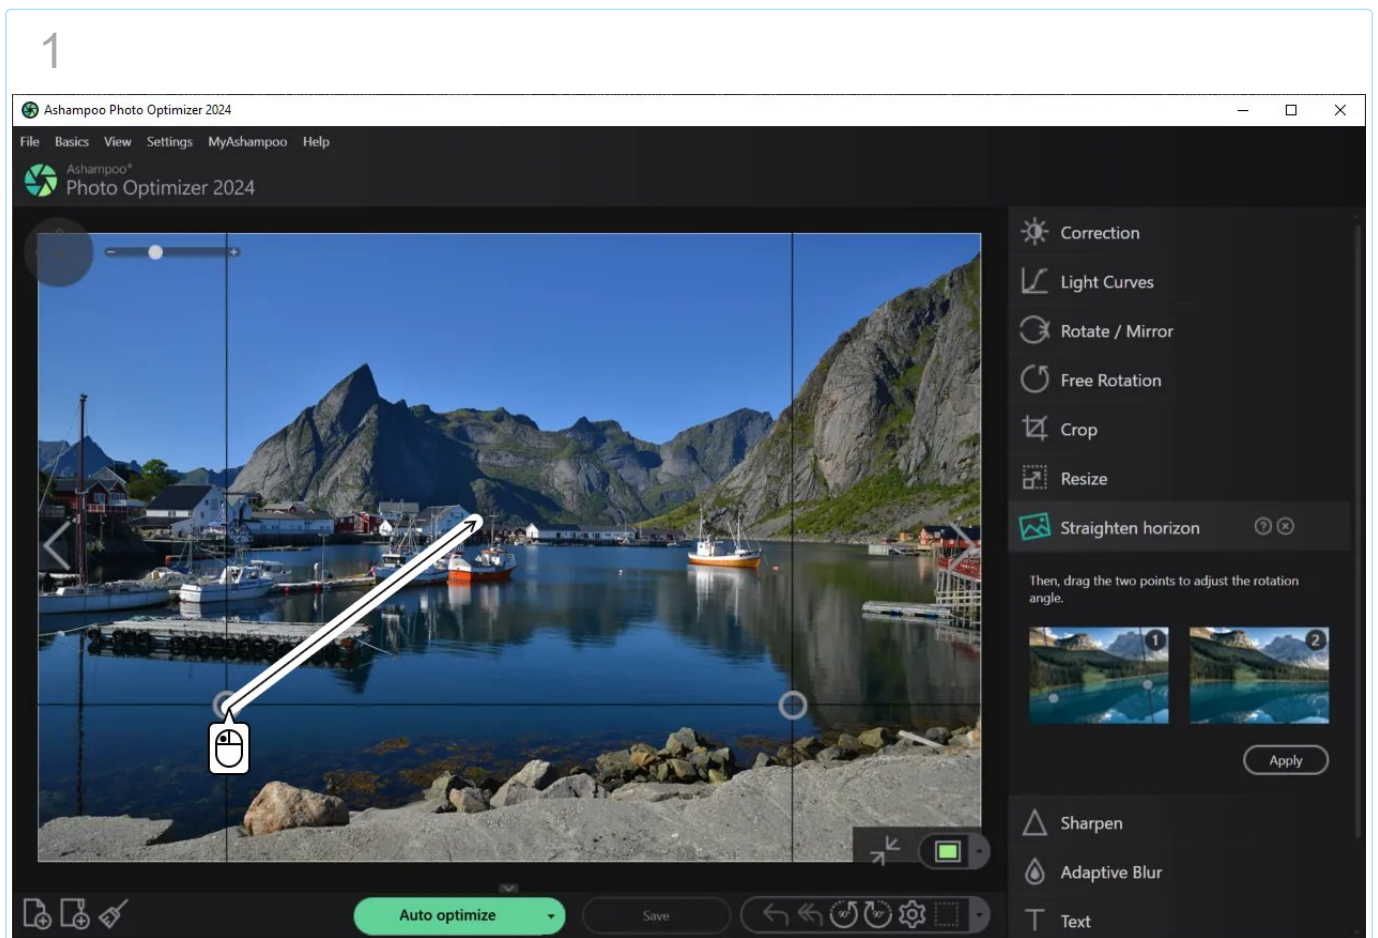 1
Ashampoo Photo Optimizer 2024
File Basics View Settings MyAshampoo Help
Ashampoo®
Photo Optimizer 2024
Correction
Light Curves
Rotate / Mirror
Free Rotation
Crop
Resize
Straighten horizon
Then, drag the two points to adjust the rotation
angle.
1 2
Apply
Sharpen
Adaptive Blur
Text
Auto optimize Save 90° 90°